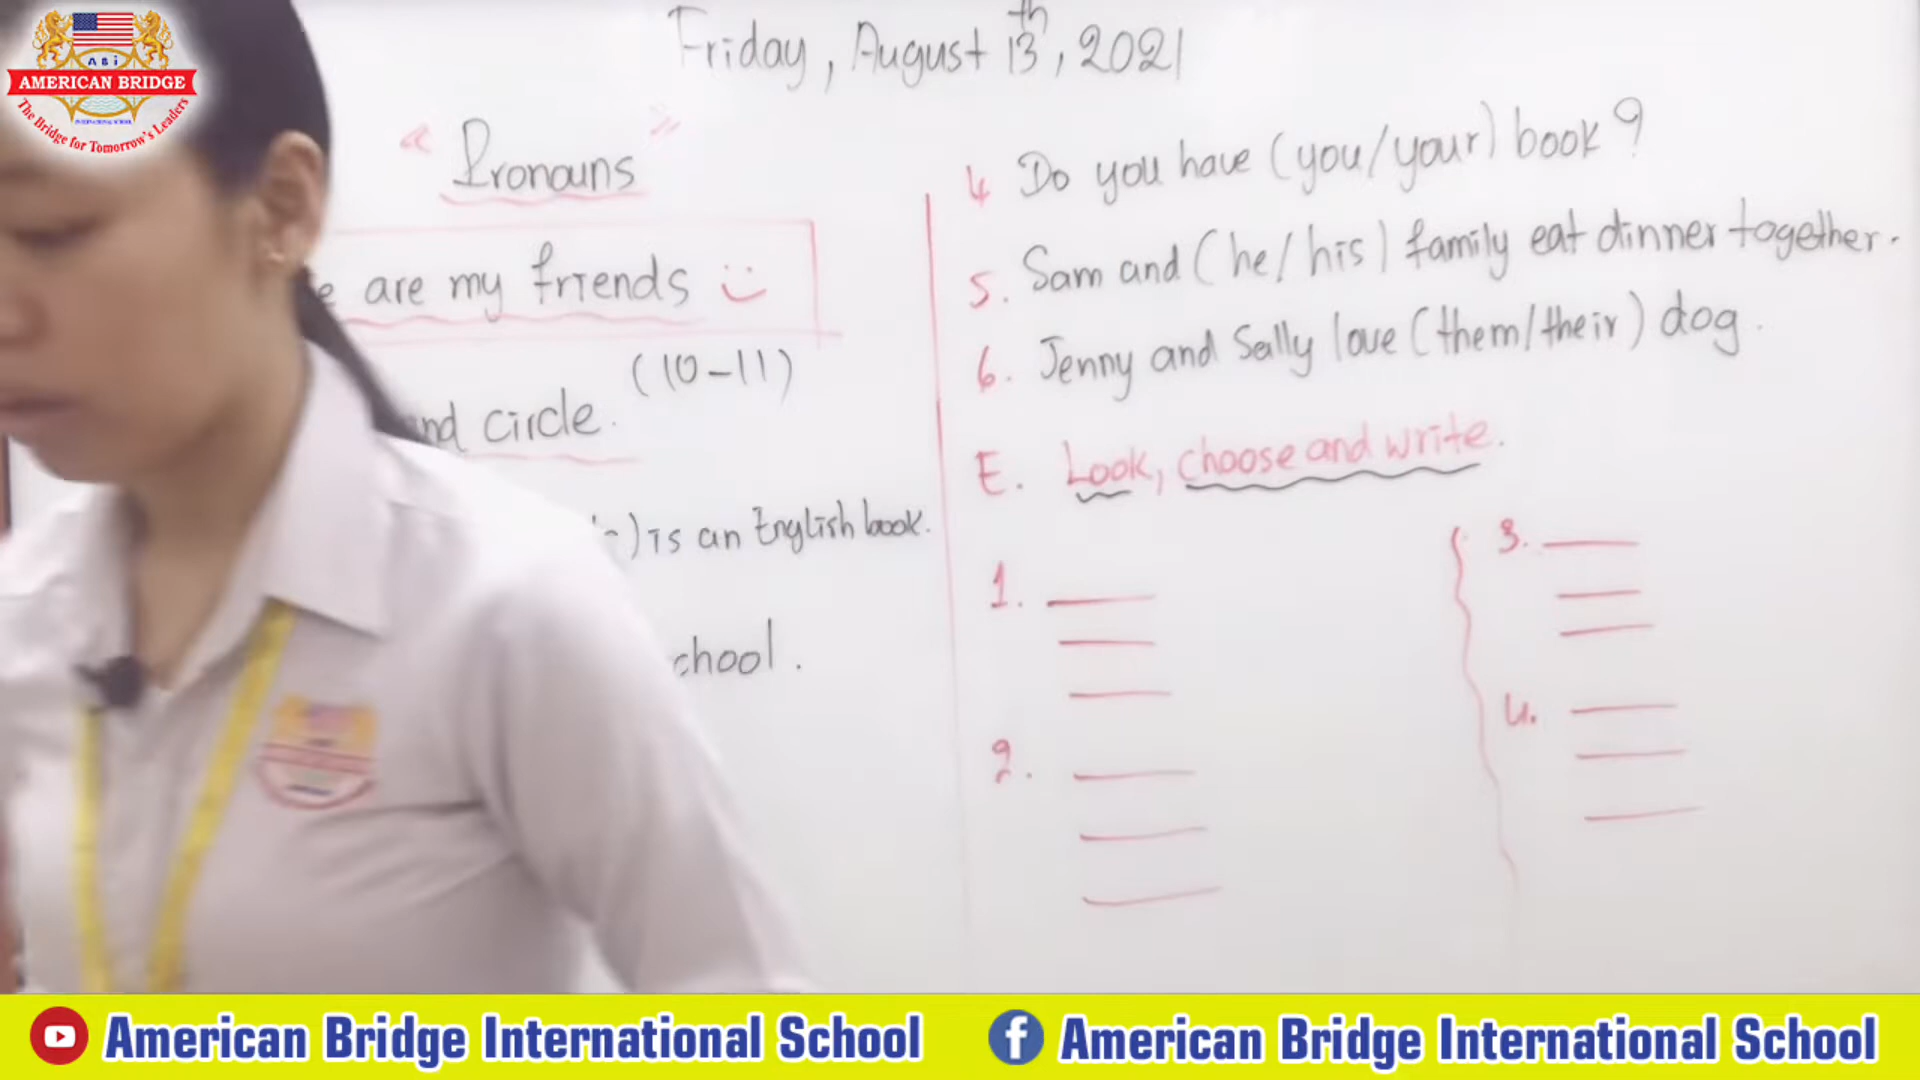 A B i
AMERICAN BRIDGE
INTERNATIONAL SCHOOL
The Bridge for Tomorrow's Leaders
Friday, August 13th, 2021
" Pronouns "
are my friends
(10-11)
circle.
) is an English book.
4 Do you have (you/your) book?
5. Sam and (he/his) family eat dinner together.
6. Jenny and Sally love (them/their) dog.
E. Look, choose and write.
1.
2.
3.
4.
American Bridge International School
American Bridge International School